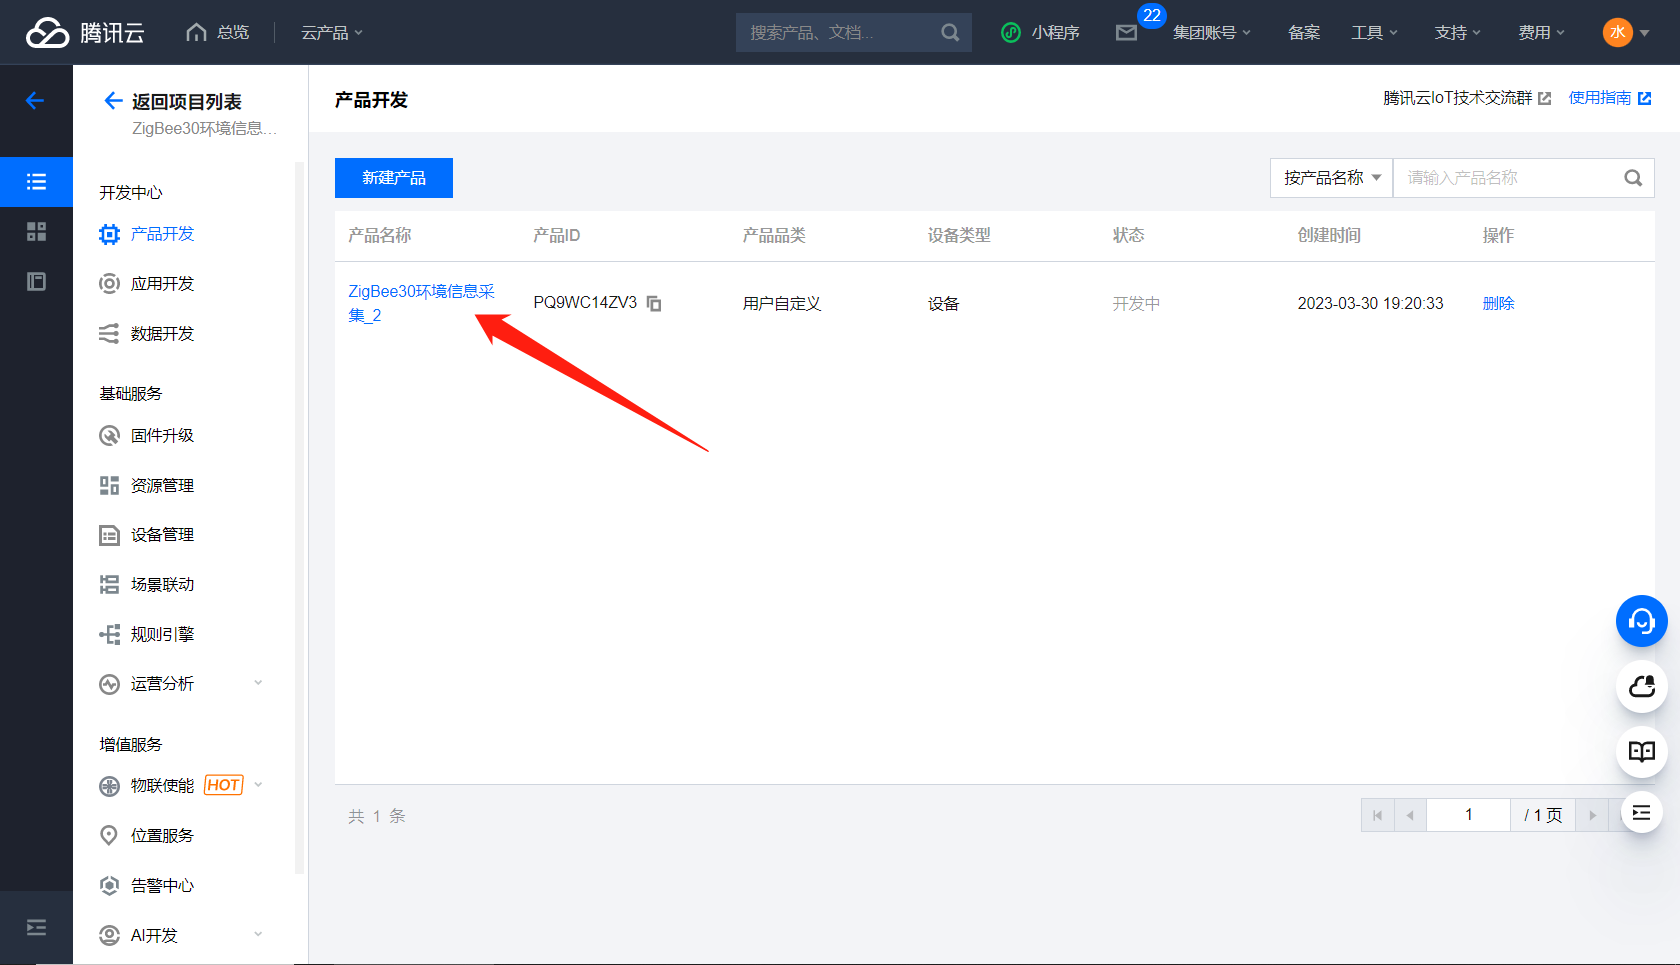 腾讯云
总览
云产品
搜索产品、文档...
小程序
22
集团账号
备案
工具
支持
费用
水
返回项目列表
ZigBee30环境信息...
产品开发
腾讯云IoT技术交流群
使用指南
开发中心
产品开发
应用开发
数据开发
基础服务
固件升级
资源管理
设备管理
场景联动
规则引擎
运营分析
增值服务
物联使能 HOT
位置服务
告警中心
AI开发
新建产品
按产品名称
请输入产品名称
产品名称
产品ID
产品品类
设备类型
状态
创建时间
操作
ZigBee30环境信息采
集_2
PQ9WC14ZV3
用户自定义
设备
开发中
2023-03-30 19:20:33
删除
共 1 条
1
/ 1 页